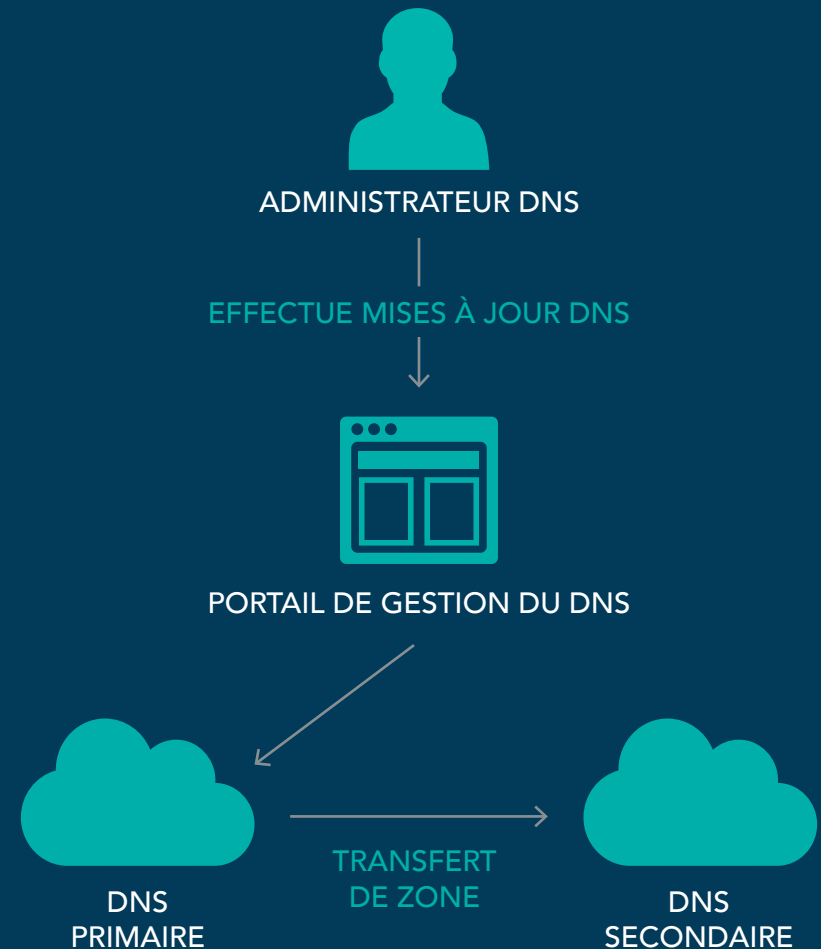 ADMINISTRATEUR DNS
EFFECTUE MISES À JOUR DNS
PORTAIL DE GESTION DU DNS
TRANSFERT
DE ZONE
DNS
PRIMAIRE
DNS
SECONDAIRE